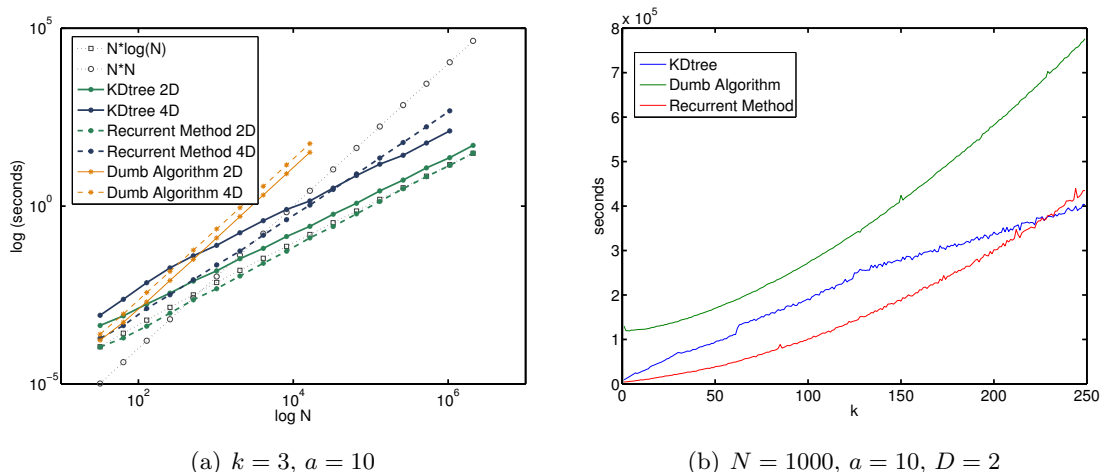 10^5
10^0
10^-5
log (seconds)
N*log(N)
N*N
KDtree 2D
KDtree 4D
Recurrent Method 2D
Recurrent Method 4D
Dumb Algorithm 2D
Dumb Algorithm 4D
10^2
10^4
10^6
log N
(a) k = 3, a = 10
x 10^5
8
7
6
5
4
3
2
1
0
seconds
KDtree
Dumb Algorithm
Recurrent Method
0
50
100
150
200
250
k
(b) N = 1000, a = 10, D = 2